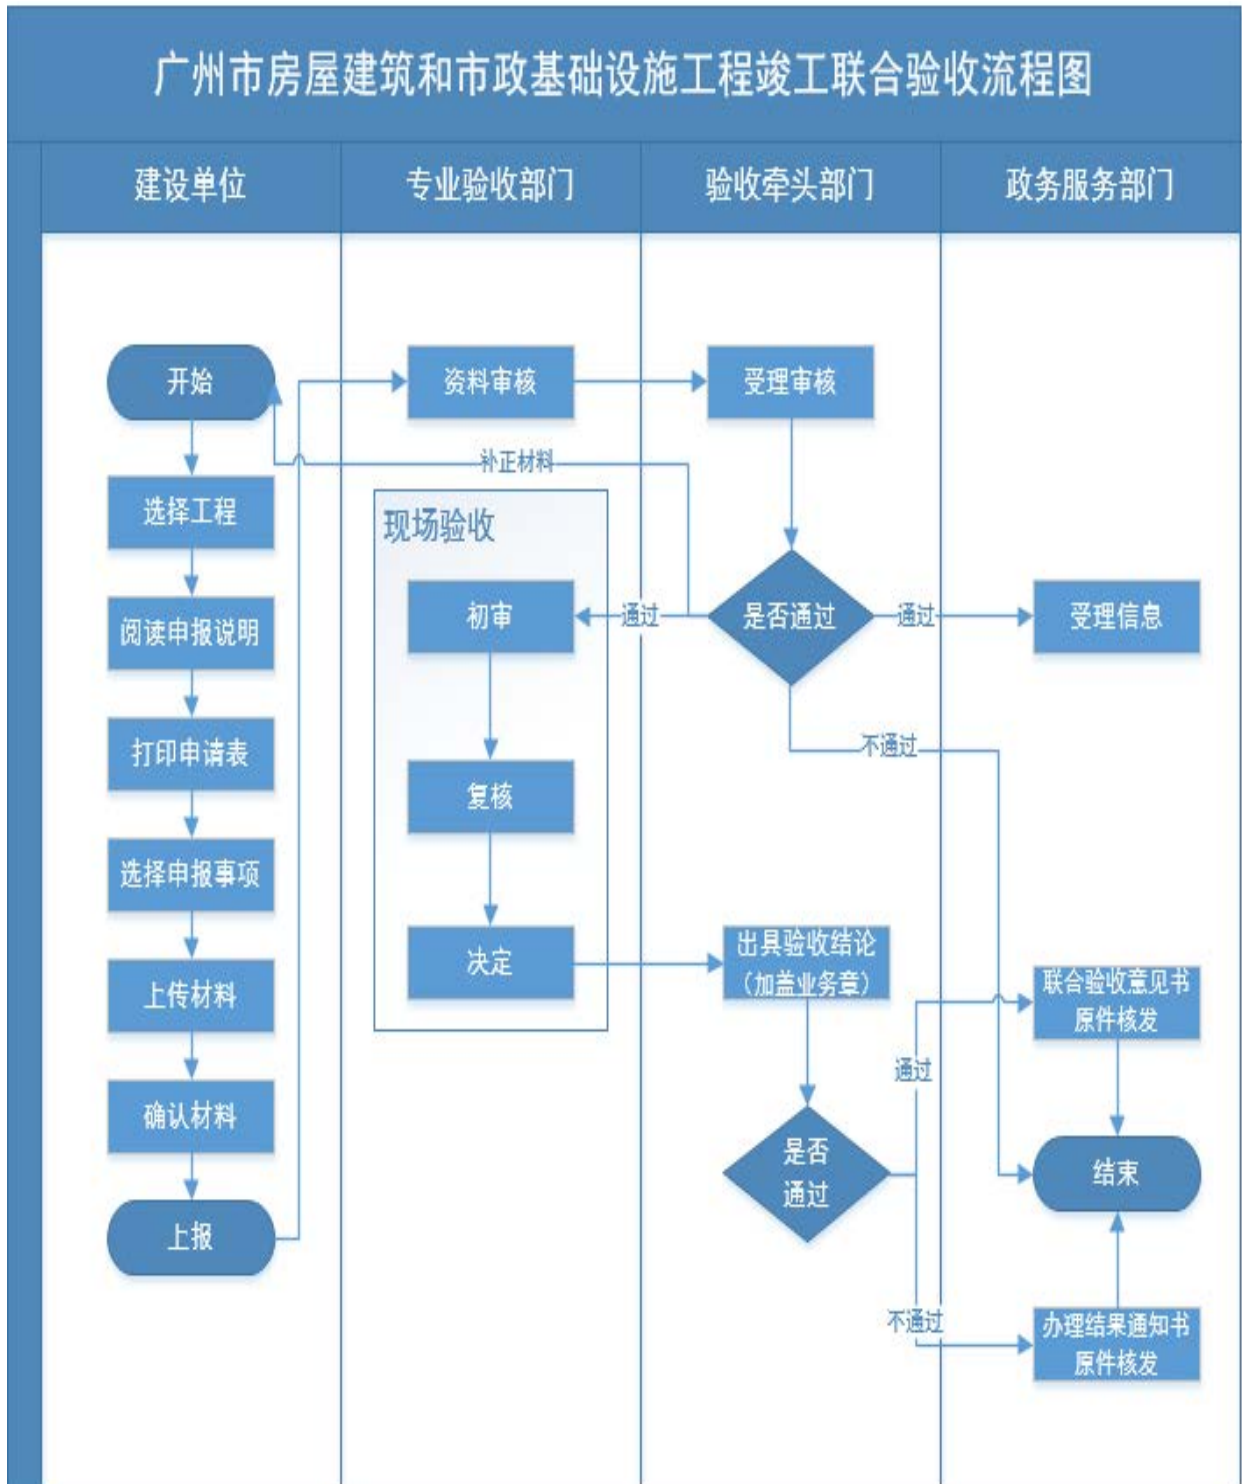 广州市房屋建筑和市政基础设施工程竣工联合验收流程图
建设单位
专业验收部门
验收牵头部门
政务服务部门
开始
资料审核
受理审核
补正材料
选择工程
现场验收
初审
通过
是否通过
通过
受理信息
阅读申报说明
打印申请表
不通过
复核
选择申报事项
决定
出具验收结论
（加盖业务章）
上传材料
联合验收意见书
原件核发
通过
确认材料
是否
通过
结束
上报
不通过
办理结果通知书
原件核发